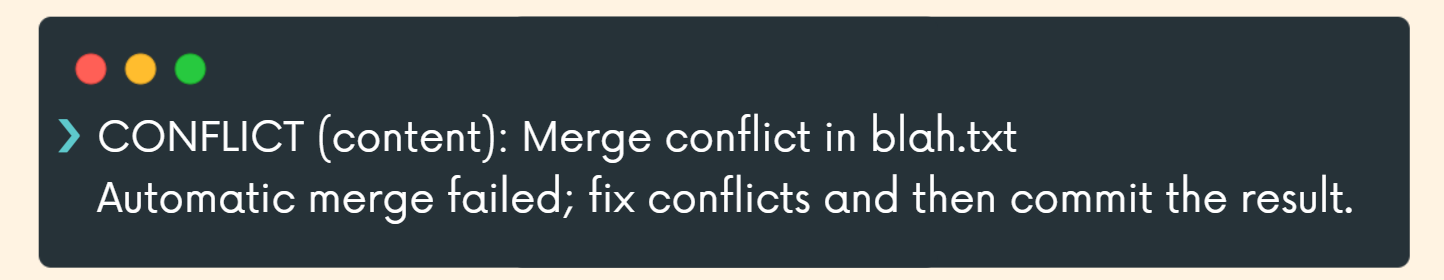 ❯ CONFLICT (content): Merge conflict in blah.txt
Automatic merge failed; fix conflicts and then commit the result.